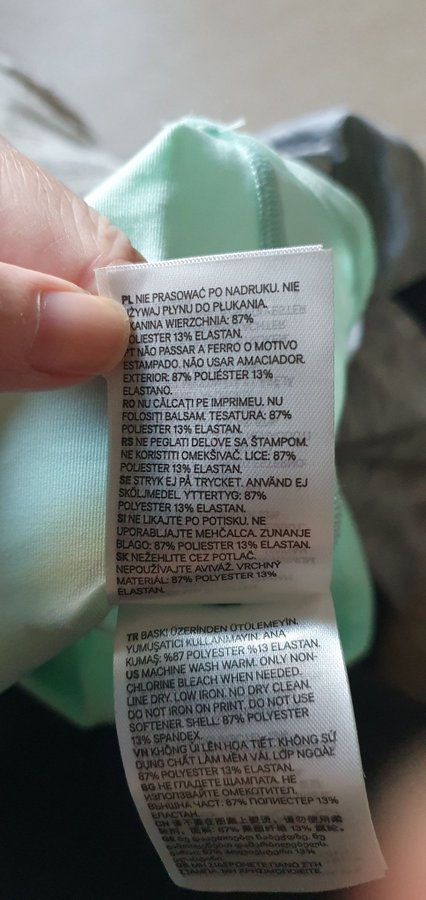 PL NIE PRASOWAĆ PO NADRUKU. NIE
UŻYWAJ PŁYNU DO PŁUKANIA.
TKANINA WIERZCHNIA: 87%
POLIESTER 13% ELASTAN.
PT NÃO PASSAR A FERRO O MOTIVO
ESTAMPADO. NÃO USAR AMACIADOR.
EXTERIOR: 87% POLIÉSTER 13%
ELASTANO.
RO NU CĂLCAŢI PE IMPRIMEU. NU
FOLOSIŢI BALSAM. TESATURA: 87%
POLIESTER 13% ELASTAN.
RS NE PEGLATI DELOVE SA ŠTAMPOM.
NE KORISTITI OMEKŠIVAČ. LICE: 87%
POLIESTER 13% ELASTAN.
SE STRYK EJ PÅ TRYCKET. ANVÄND EJ
SKÖLJMEDEL. YTTERTYG: 87%
POLYESTER 13% ELASTAN.
SI NE LIKAJTE PO POTISKU. NE
UPORABLJAJTE MEHČALCA. ZUNANJE
BLAGO: 87% POLIESTER 13% ELASTAN.
SK NEŽEHLITE CEZ POTLAČ.
NEPOUŽÍVAJTE AVIVÁŽ. VRCHNÝ
MATERIÁL: 87% POLYESTER 13%
ELASTAN.
TR BASKI ÜZERİNDEN ÜTÜLEMEYİN.
YUMUŞATICI KULLANMAYIN. ANA
KUMAŞ: %87 POLYESTER %13 ELASTAN.
US MACHINE WASH WARM. ONLY NON-
CHLORINE BLEACH WHEN NEEDED.
LINE DRY. LOW IRON. NO DRY CLEAN.
DO NOT IRON ON PRINT. DO NOT USE
SOFTENER. SHELL: 87% POLYESTER
13% SPANDEX.
VN KHÔNG ỦI LÊN HỌA TIẾT. KHÔNG SỬ
DỤNG CHẤT LÀM MỀM VẢI. LỚP NGOÀI:
87% POLYESTER 13% ELASTAN.
BG НЕ ГЛАДЕТЕ ЩАМПАТА. НЕ
ИЗПОЛЗВАЙТЕ ОМЕКОТИТЕЛ.
ВЪНШНА ЧАСТ: 87% ПОЛИЕСТЕР 13%
ЕЛАСТАН.